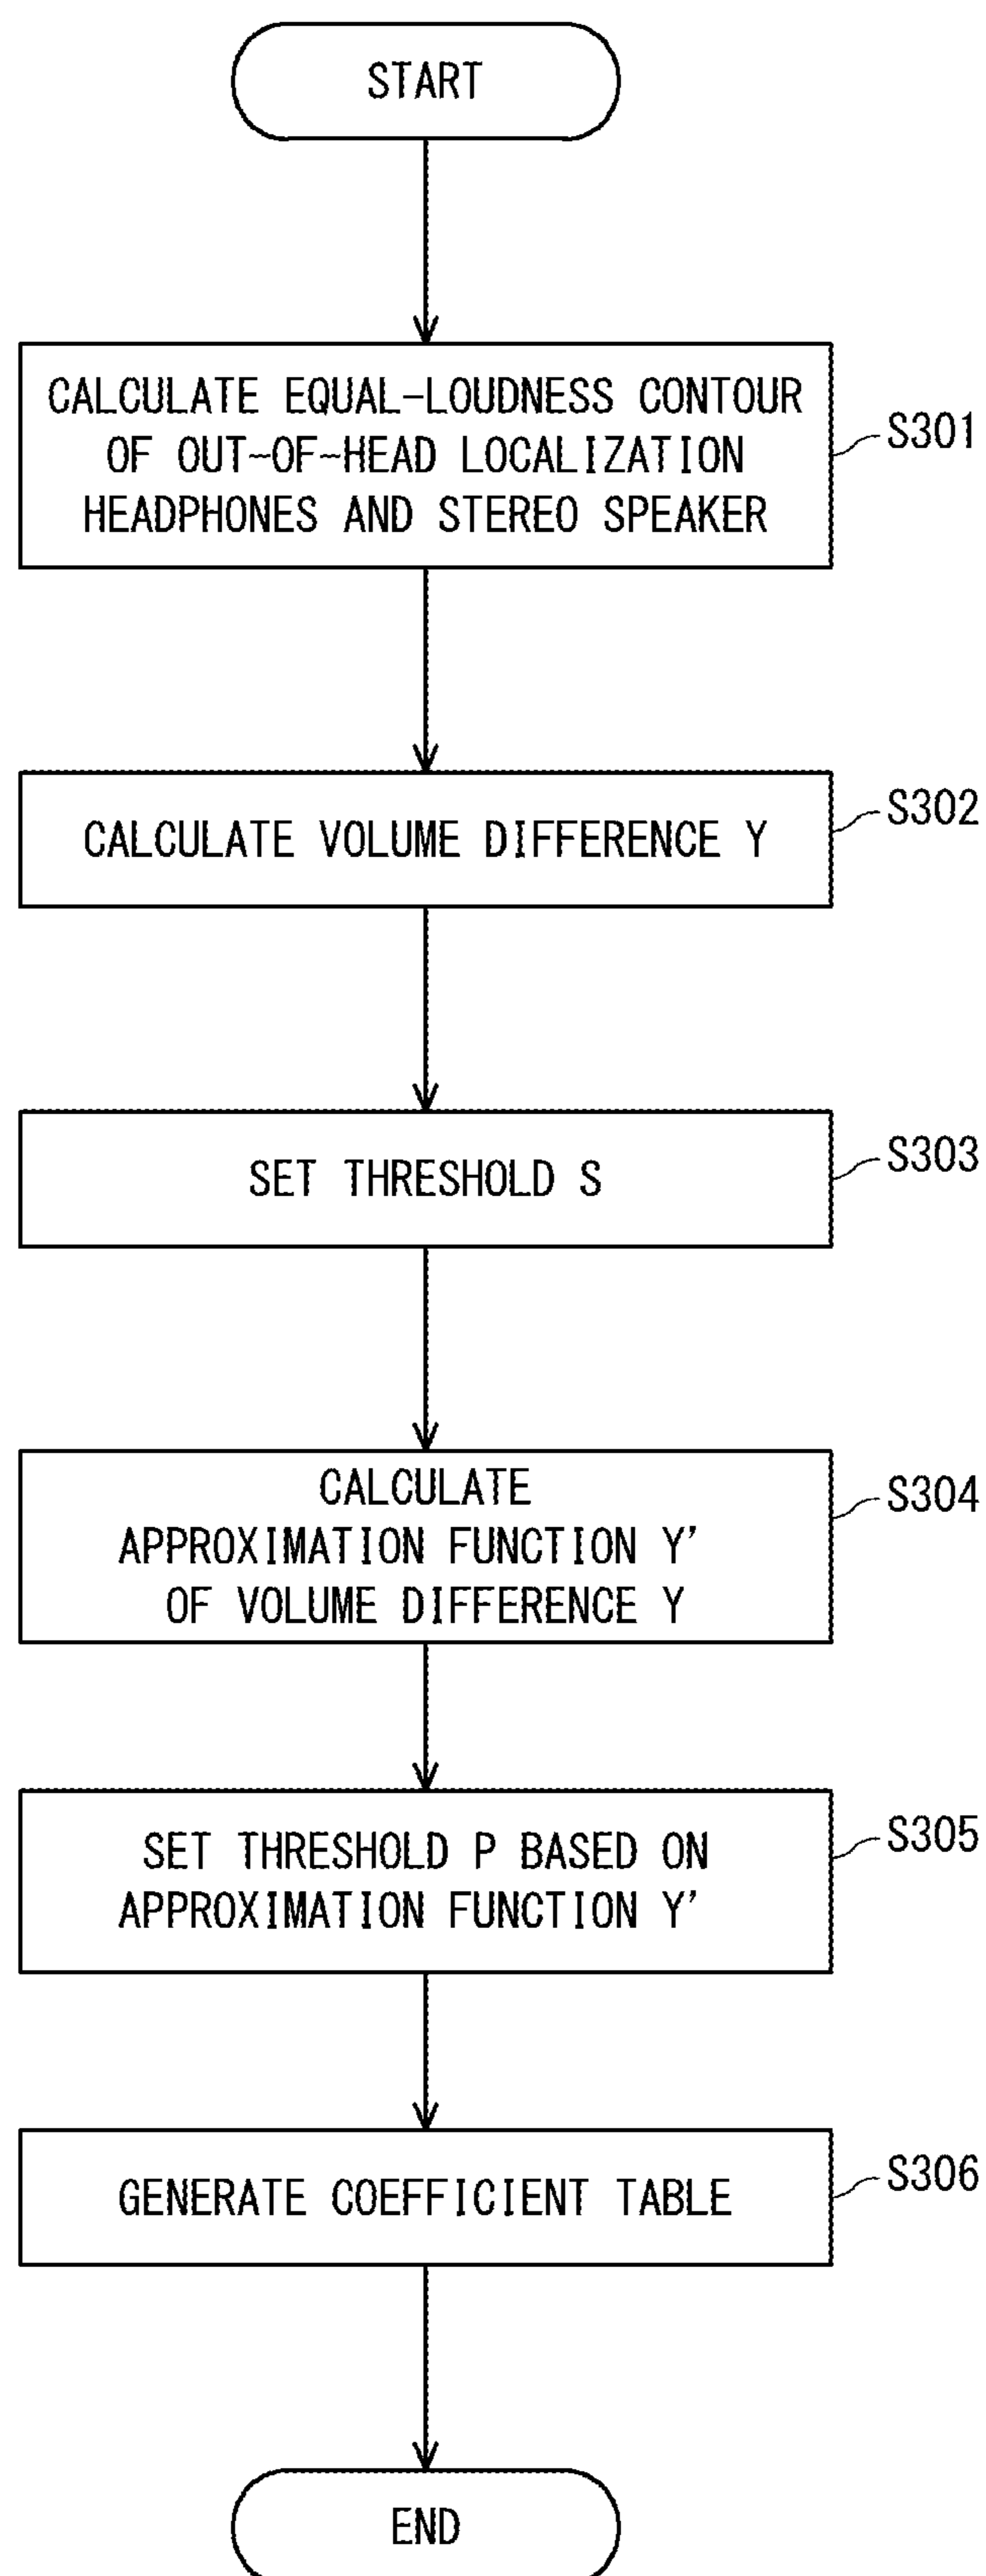 START
CALCULATE EQUAL-LOUDNESS CONTOUR
OF OUT-OF-HEAD LOCALIZATION
HEADPHONES AND STEREO SPEAKER
S301
CALCULATE VOLUME DIFFERENCE Y
S302
SET THRESHOLD S
S303
CALCULATE
APPROXIMATION FUNCTION Y'
OF VOLUME DIFFERENCE Y
S304
SET THRESHOLD P BASED ON
APPROXIMATION FUNCTION Y'
S305
GENERATE COEFFICIENT TABLE
S306
END